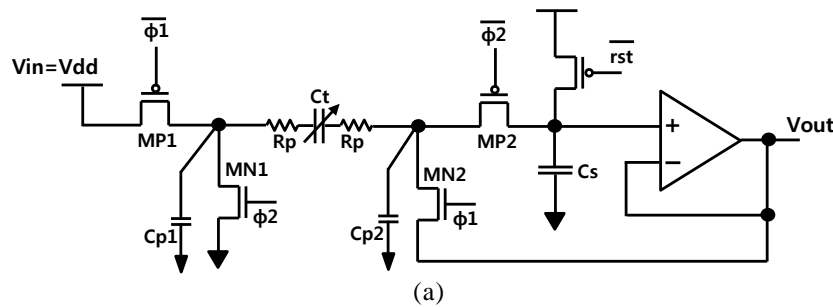 φ1
φ2
rst
Vin=Vdd
Ct
Vout
MP1
Rp
Rp
MP2
+
−
MN1
MN2
Cs
φ2
φ1
Cp1
Cp2
(a)